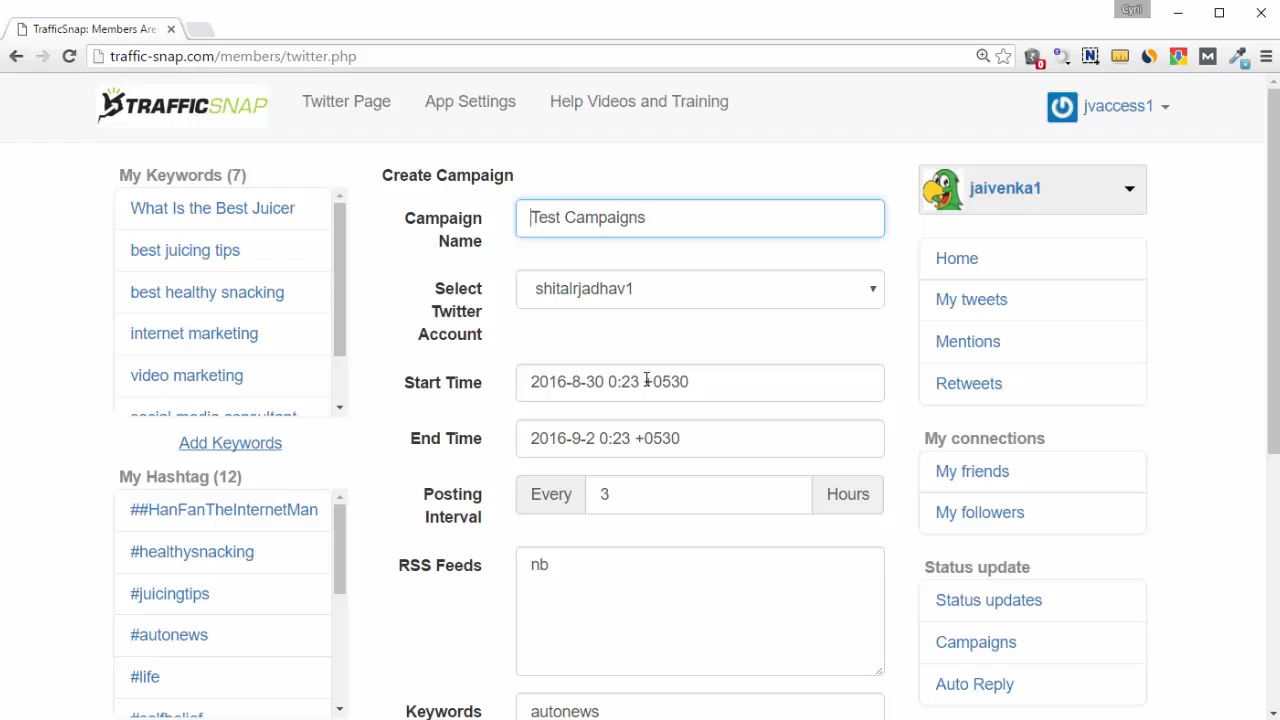 Cyril
TrafficSnap: Members Are
traffic-snap.com/members/twitter.php
TRAFFICSNAP
Twitter Page
App Settings
Help Videos and Training
jvaccess1
My Keywords (7)
What Is the Best Juicer
best juicing tips
best healthy snacking
internet marketing
video marketing
social media consultant
Add Keywords
My Hashtag (12)
##HanFanTheInternetMan
#healthysnacking
#juicingtips
#autonews
#life
#selfbelief
Create Campaign
Campaign
Name
Test Campaigns
Select
Twitter
Account
shitalrjadhav1
Start Time
2016-8-30 0:23 +0530
End Time
2016-9-2 0:23 +0530
Posting
Interval
Every
3
Hours
RSS Feeds
nb
Keywords
autonews
jaivenka1
Home
My tweets
Mentions
Retweets
My connections
My friends
My followers
Status update
Status updates
Campaigns
Auto Reply